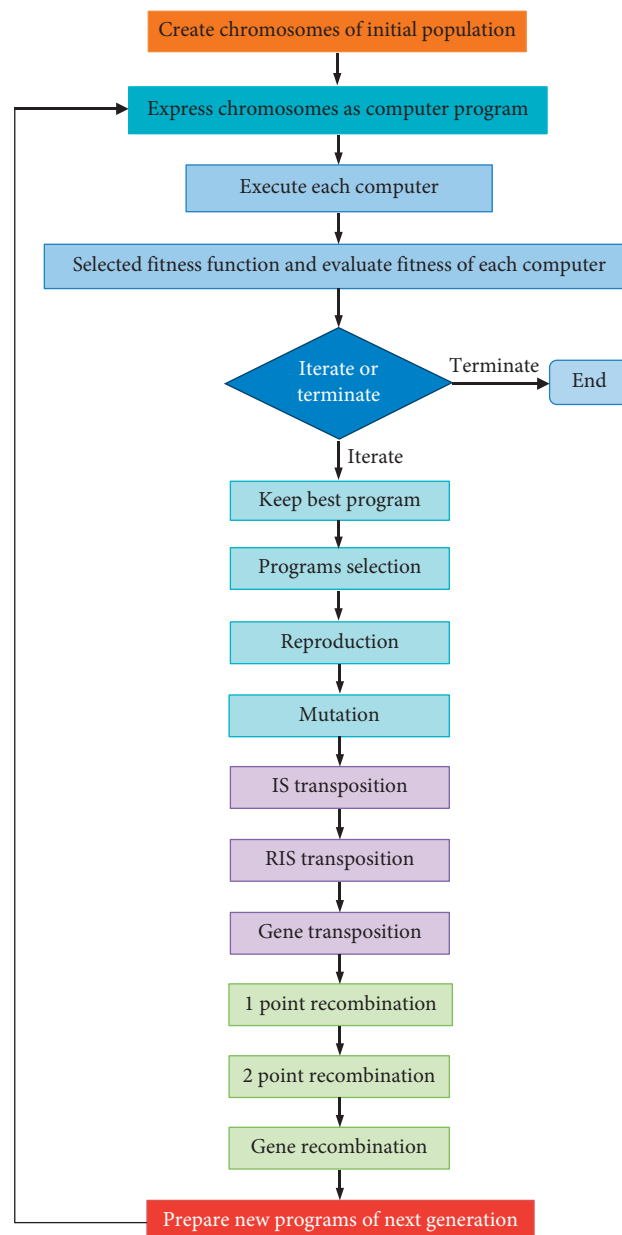 Create chromosomes of initial population
Express chromosomes as computer program
Execute each computer
Selected fitness function and evaluate fitness of each computer
Iterate or
terminate
Terminate
End
Iterate
Keep best program
Programs selection
Reproduction
Mutation
IS transposition
RIS transposition
Gene transposition
1 point recombination
2 point recombination
Gene recombination
Prepare new programs of next generation